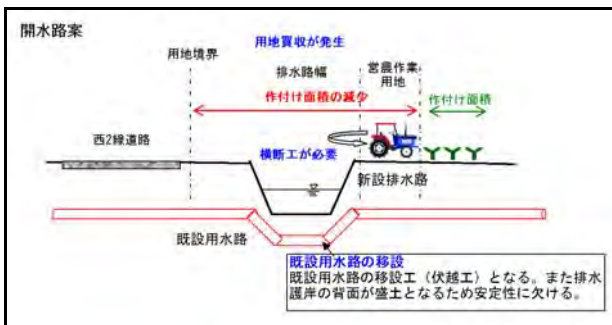 開水路案
用地買収が発生
用地境界
排水路幅
営農作業
用地
作付け面積の減少
作付け面積
西2線道路
横断工が必要
新設排水路
既設用水路
既設用水路の移設
既設用水路の移設工（伏越工）となる。また排水
護岸の背面が盛土となるため安定性に欠ける。